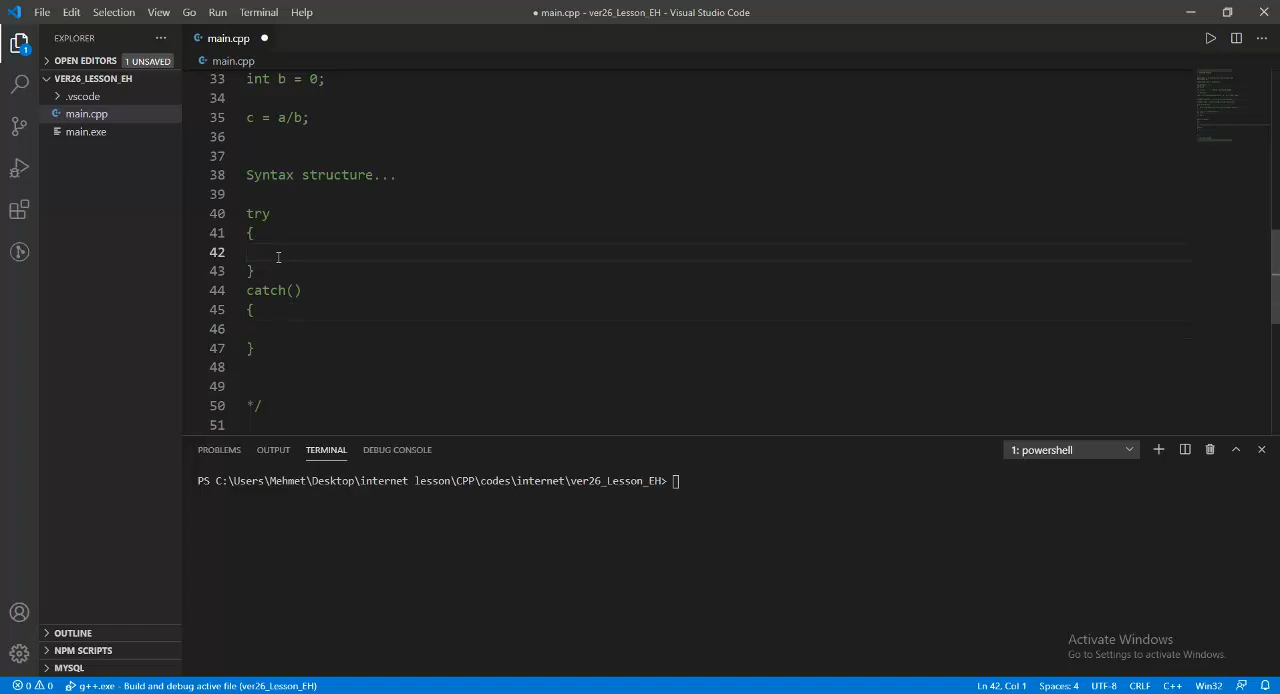 File Edit Selection View Go Run Terminal Help
● main.cpp - ver26_Lesson_EH - Visual Studio Code
EXPLORER ...
main.cpp ●
OPEN EDITORS 1 UNSAVED
main.cpp
VER26_LESSON_EH
.vscode
main.cpp
main.exe
33 int b = 0;
34
35 c = a/b;
36
37
38 Syntax structure...
39
40 try
41 {
42
43 }
44 catch()
45 {
46
47 }
48
49
50 */
51
PROBLEMS OUTPUT TERMINAL DEBUG CONSOLE
1: powershell
PS C:\Users\Mehmet\Desktop\internet lesson\CPP\codes\internet\ver26_Lesson_EH>
OUTLINE
NPM SCRIPTS
MYSQL
Activate Windows
Go to Settings to activate Windows.
0 0 g++.exe - Build and debug active file (ver26_Lesson_EH)
Ln 42, Col 1 Spaces: 4 UTF-8 CRLF C++ Win32
1